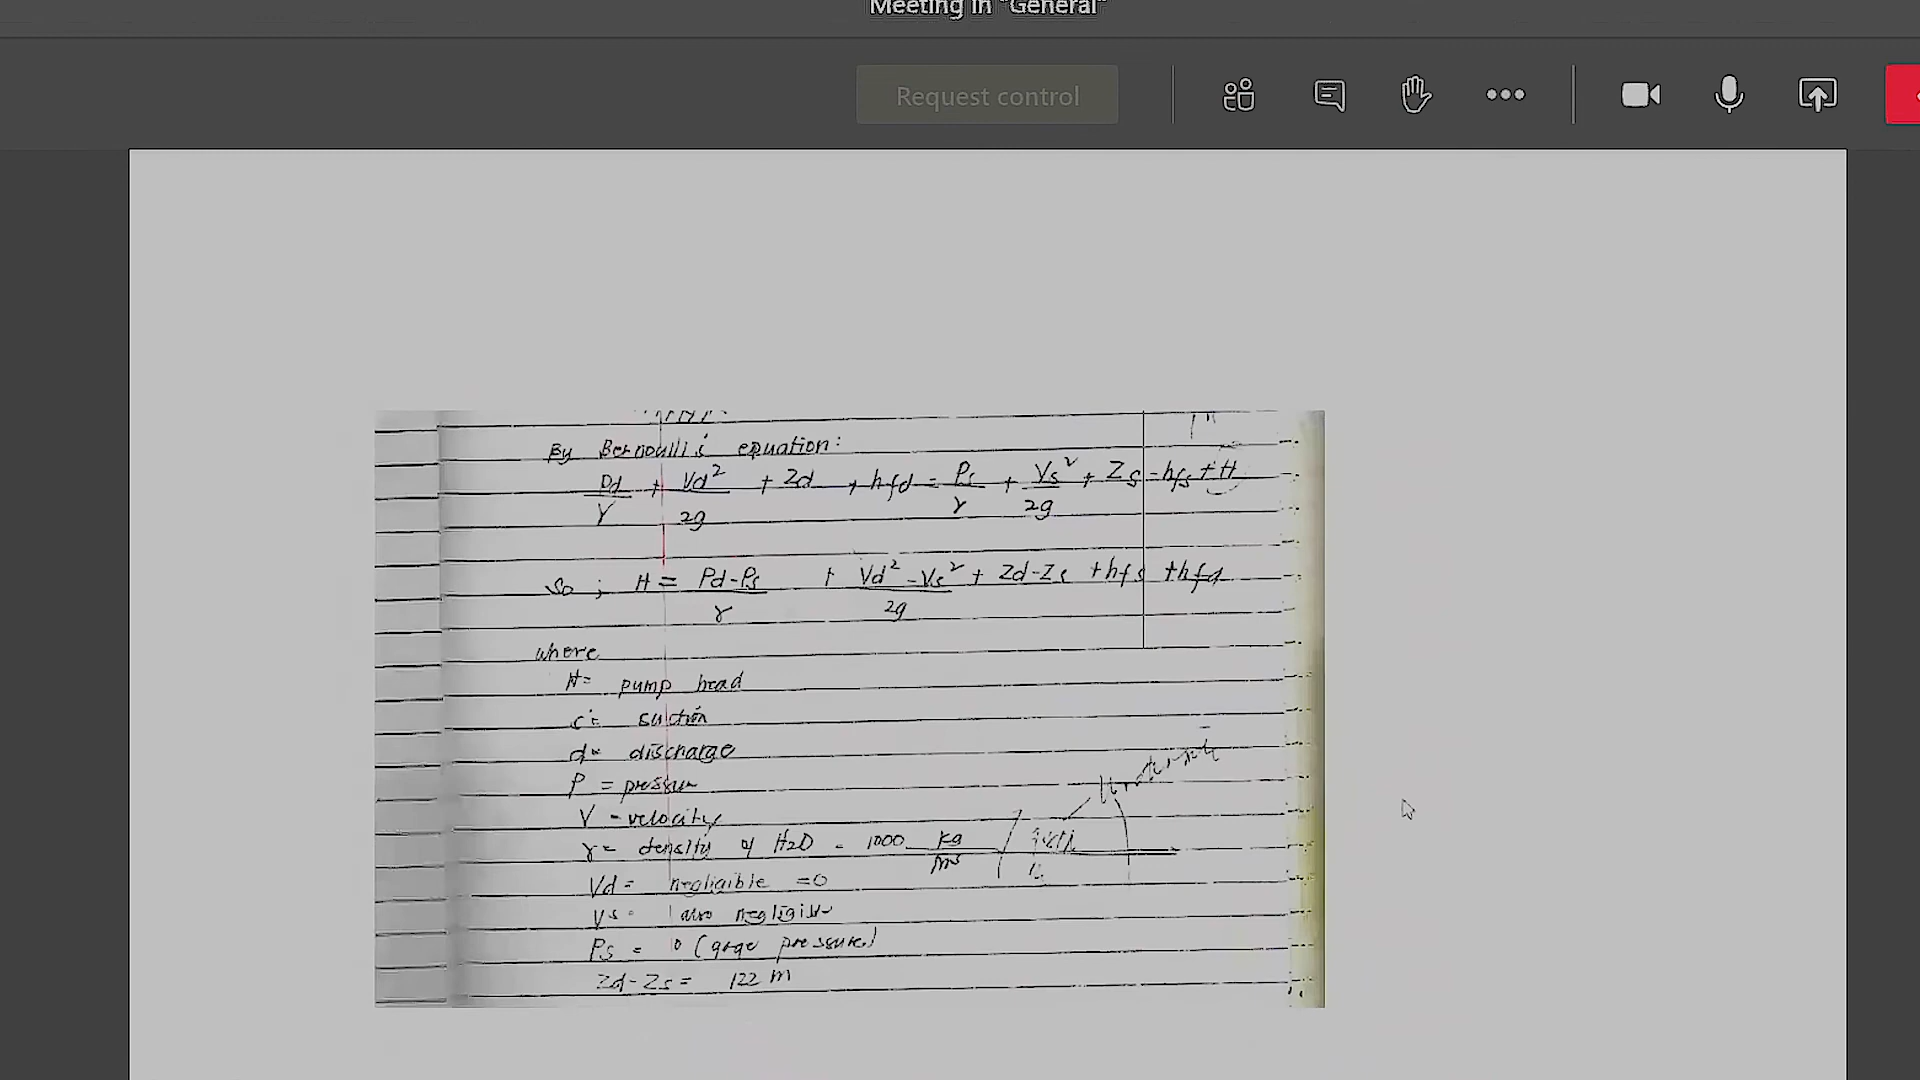 Meeting in "General"
Request control
By Bernoulli's equation:
Pd/γ + Vd²/2g + Zd + hfd = Ps/γ + Vs²/2g + Zs - hfs + H
So ; H = Pd-Ps/γ + Vd²-Vs²/2g + Zd-Zs + hfs + hfd
where
H= pump head
s= suction
d= discharge
P = pressure
V = velocity
γ= density of H2O = 1000 kg/m³
Vd= negligible =0
Vs= also negligible
Ps = 0 (gage pressure)
Zd-Zs= 122 m